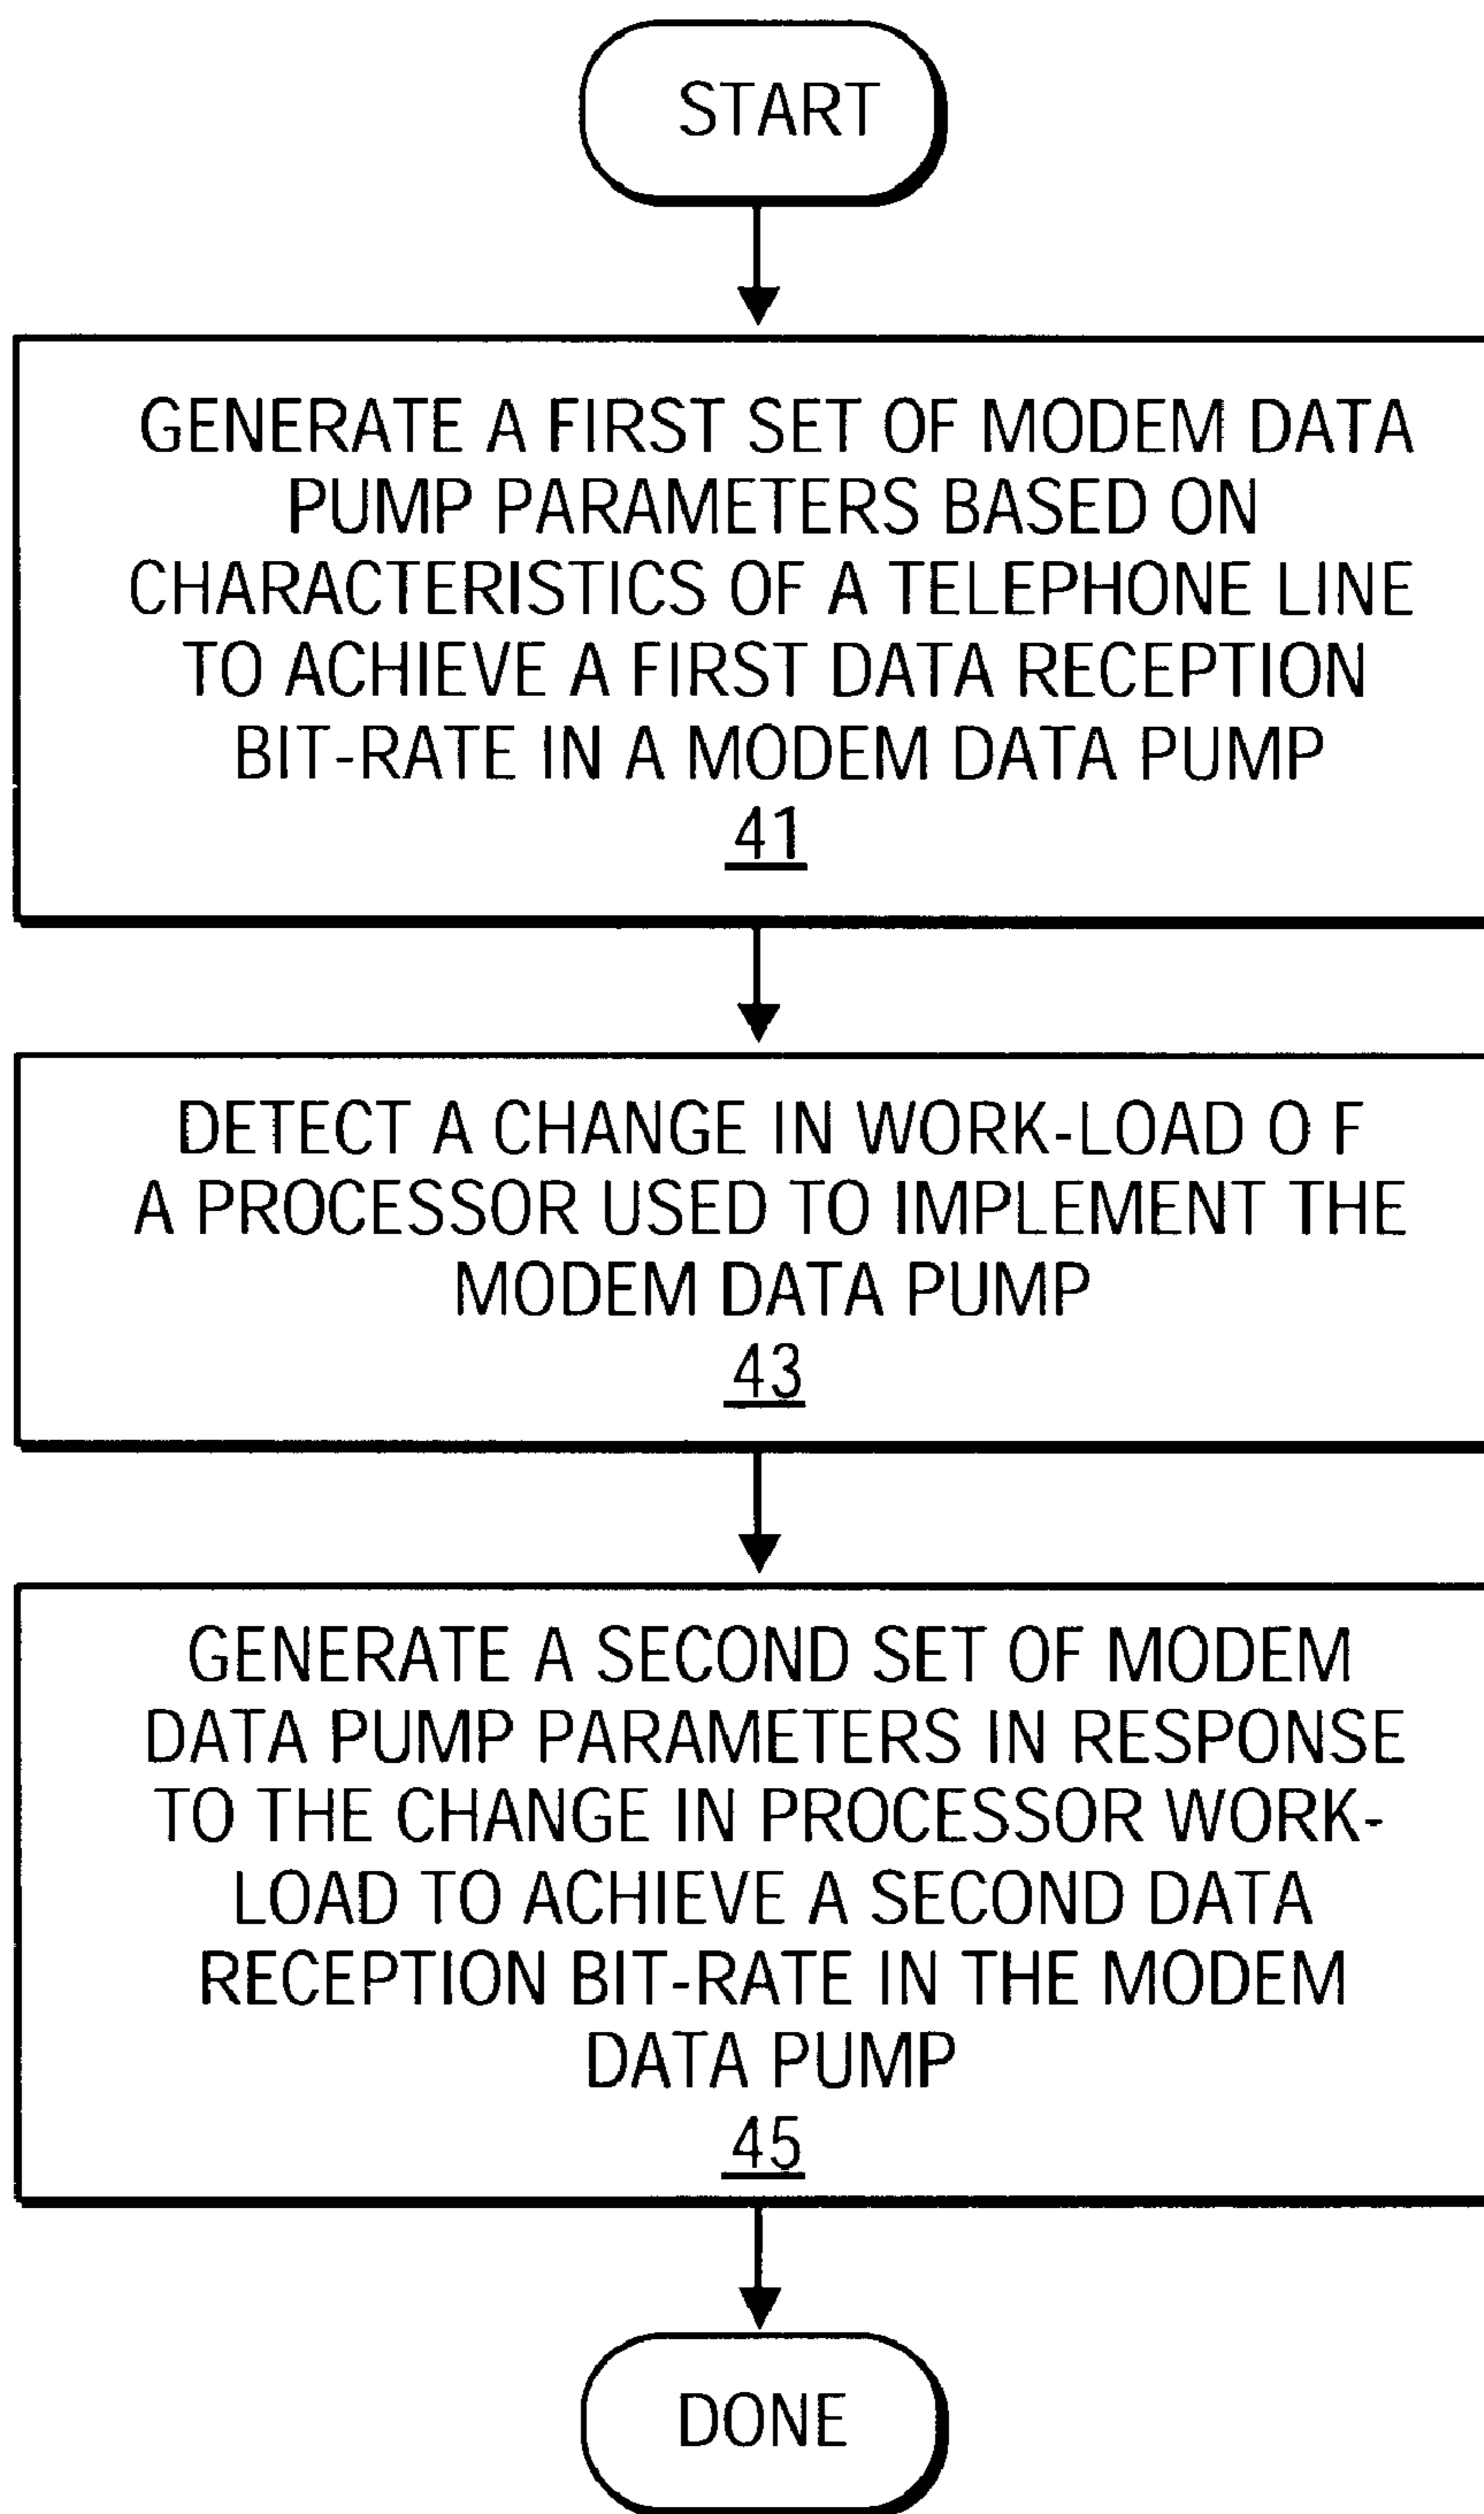 START
GENERATE A FIRST SET OF MODEM DATA
PUMP PARAMETERS BASED ON
CHARACTERISTICS OF A TELEPHONE LINE
TO ACHIEVE A FIRST DATA RECEPTION
BIT-RATE IN A MODEM DATA PUMP
41
DETECT A CHANGE IN WORK-LOAD O F
A PROCESSOR USED TO IMPLEMENT THE
MODEM DATA PUMP
43
GENERATE A SECOND SET OF MODEM
DATA PUMP PARAMETERS IN RESPONSE
TO THE CHANGE IN PROCESSOR WORK-
LOAD TO ACHIEVE A SECOND DATA
RECEPTION BIT-RATE IN THE MODEM
DATA PUMP
45
DONE